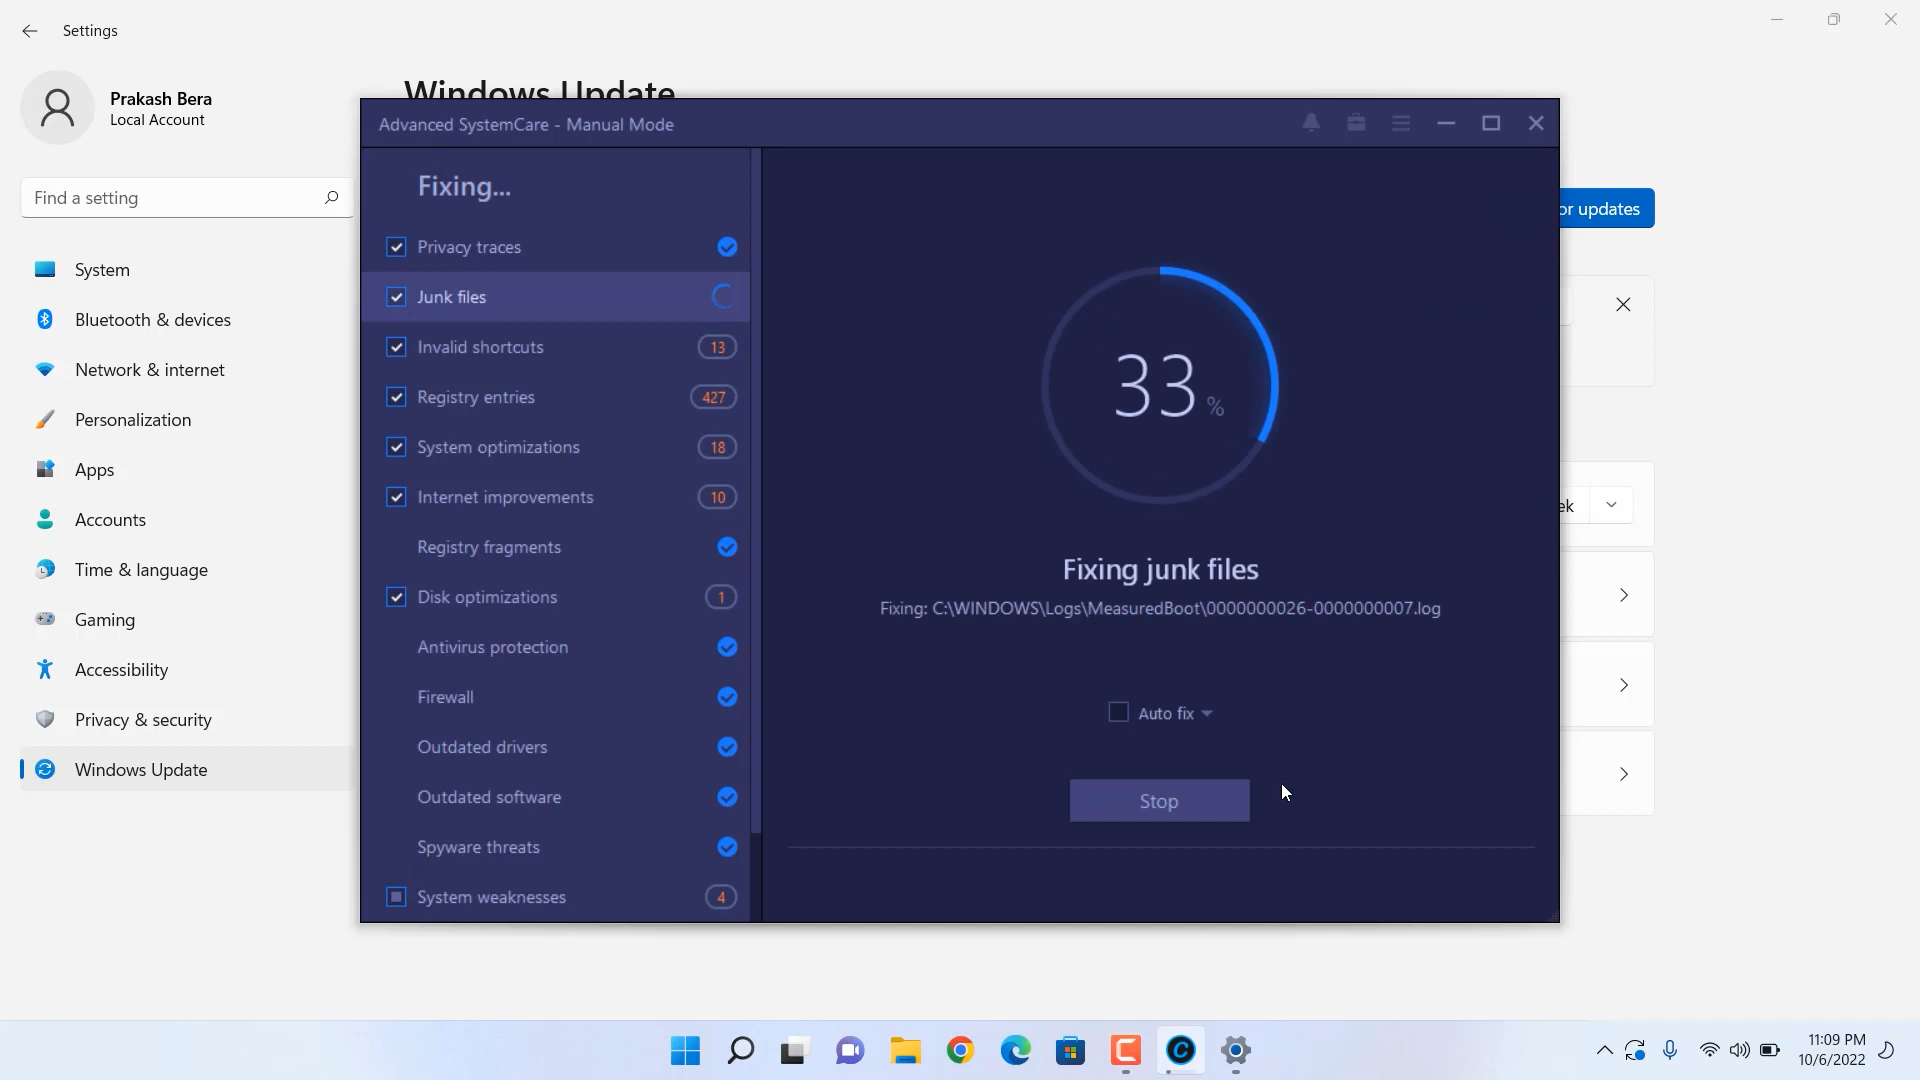 Settings
Prakash Bera
Local Account
Find a setting
System
Bluetooth & devices
Network & internet
Personalization
Apps
Accounts
Time & language
Gaming
Accessibility
Privacy & security
Windows Update
Windows Update
or updates
ek
Advanced SystemCare - Manual Mode
Fixing...
Privacy traces
Junk files
Invalid shortcuts 13
Registry entries 427
System optimizations 18
Internet improvements 10
Registry fragments
Disk optimizations 1
Antivirus protection
Firewall
Outdated drivers
Outdated software
Spyware threats
System weaknesses 4
33 %
Fixing junk files
Fixing: C:\WINDOWS\Logs\MeasuredBoot\0000000026-0000000007.log
Auto fix
Stop
11:09 PM
10/6/2022